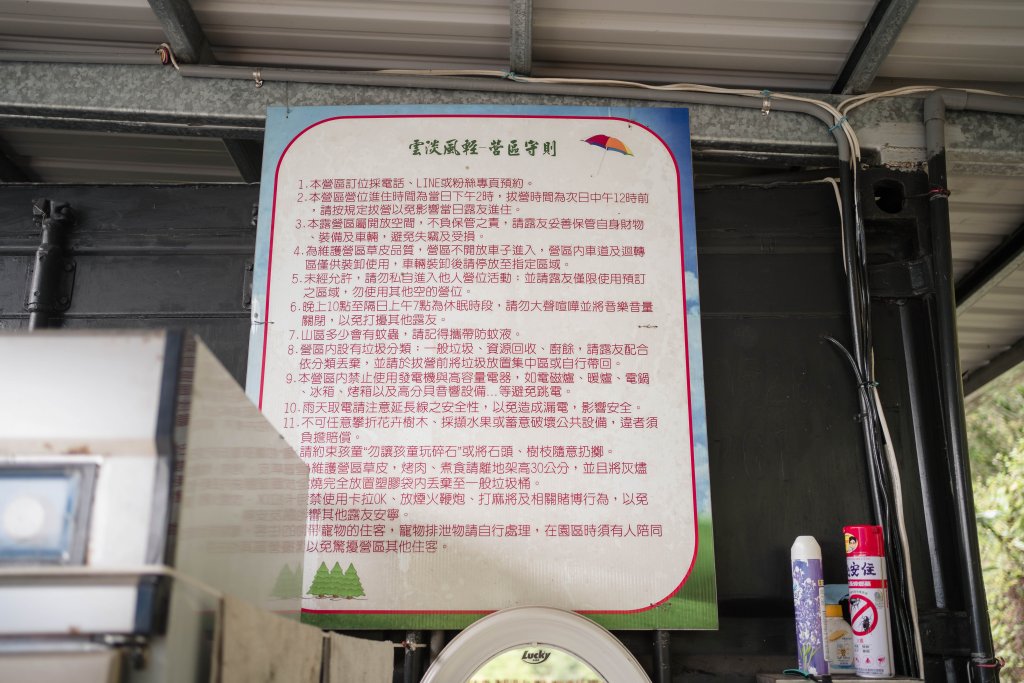 雲淡風輕-營區守則
1.本營區訂位採電話、LINE或粉絲專頁預約。
2.本營區營位進住時間為當日下午2時，拔營時間為次日中午12時前
，請按規定拔營以免影響當日露友進住。
3.本露營區屬開放空間，不負保管之責，請露友妥善保管自身財物
、裝備及車輛，避免失竊及受損。
4.為維護營區草皮品質，營區不開放車子進入，營區內車道及迴轉
區僅供裝卸使用，車輛裝卸後請停放至指定區域。
5.未經允許，請勿私自進入他人營位活動；並請露友僅限使用預訂
之區域，勿使用其他空的營位。
6.晚上10點至隔日上午7點為休眠時段，請勿大聲喧嘩並將音樂音量
關閉，以免打擾其他露友。
7.山區多少會有蚊蟲，請記得攜帶防蚊液。
8.營區內設有垃圾分類：一般垃圾、資源回收、廚餘，請露友配合
依分類丟棄，並請於拔營前將垃圾放置集中區或自行帶回。
9.本營區內禁止使用發電機與高容量電器，如電磁爐、暖爐、電鍋
、冰箱、烤箱以及高分貝音響設備...等避免跳電。
10.雨天取電請注意延長線之安全性，以免造成漏電，影響安全。
11.不可任意攀折花卉樹木、採擷水果或蓄意破壞公共設備，違者須
負擔賠償。
請約束孩童"勿讓孩童玩碎石"或將石頭、樹枝隨意扔擲。
維護營區草皮，烤肉、煮食請離地架高30公分，並且將灰燼
燒完全放置塑膠袋內丟棄至一般垃圾桶。
禁使用卡拉OK、放煙火鞭炮、打麻將及相關賭博行為，以免
響其他露友安寧。
帶寵物的住客，寵物排泄物請自行處理，在園區時須有人陪同
以免驚擾營區其他住客。
安住
Lucky